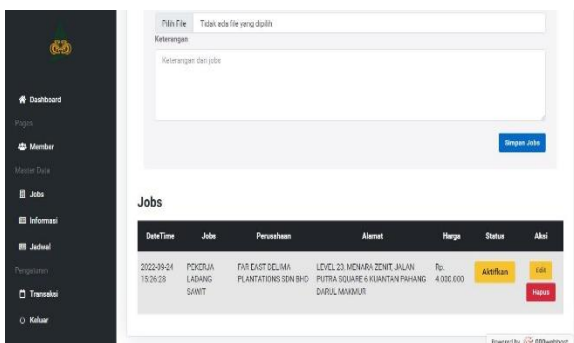 Pilih File Tidak ada file yang dipilih
Keterangan
Keterangan dari jobs
Simpan Jobs
Dashboard
Pages
Member
Master Data
Jobs
Informasi
Jadwal
Pengaturan
Transaksi
Keluar
Jobs
DateTime Jobs Perusahaan Alamat Harga Status Aksi
2022-09-24 PEKERJA FAR EAST DELIMA LEVEL 23, MENARA ZENIT, JALAN Rp. Aktifkan Edit
15:26:28 LADANG PLANTATIONS SDN BHD PUTRA SQUARE 6 KUANTAN PAHANG 4.000.000
SAWIT DARUL MAKMUR Hapus
Powered by 000webhost